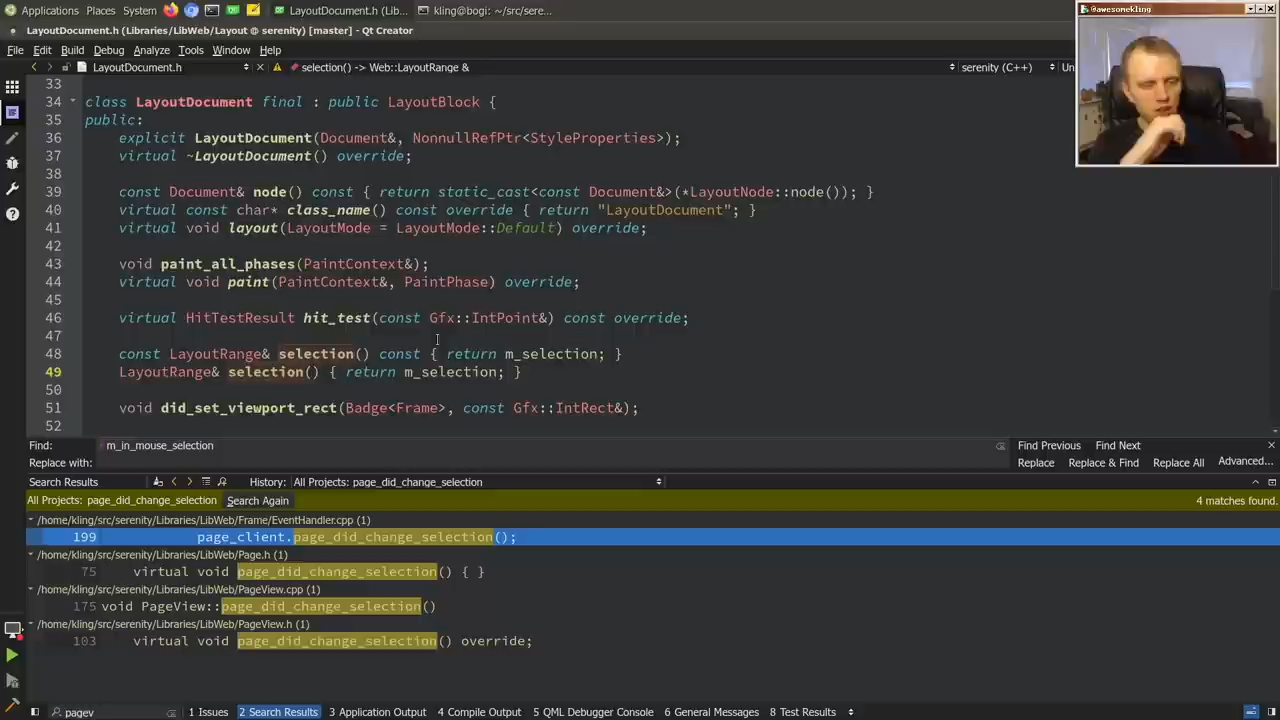 Applications Places System LayoutDocument.h (Lib... kling@bogi: ~/src/sere...
@awesomekling
LayoutDocument.h (Libraries/LibWeb/Layout @ serenity) [master] - Qt Creator
File Edit Build Debug Analyze Tools Window Help
LayoutDocument.h selection() -> Web::LayoutRange & serenity (C++) Un
33
34 class LayoutDocument final : public LayoutBlock {
35 public:
36 explicit LayoutDocument(Document&, NonnullRefPtr<StyleProperties>);
37 virtual ~LayoutDocument() override;
38
39 const Document& node() const { return static_cast<const Document&>(*LayoutNode::node()); }
40 virtual const char* class_name() const override { return "LayoutDocument"; }
41 virtual void layout(LayoutMode = LayoutMode::Default) override;
42
43 void paint_all_phases(PaintContext&);
44 virtual void paint(PaintContext&, PaintPhase) override;
45
46 virtual HitTestResult hit_test(const Gfx::IntPoint&) const override;
47
48 const LayoutRange& selection() const { return m_selection; }
49 LayoutRange& selection() { return m_selection; }
50
51 void did_set_viewport_rect(Badge<Frame>, const Gfx::IntRect&);
52
Find: m_in_mouse_selection Find Previous Find Next
Replace with: Replace Replace & Find Replace All Advanced...
Search Results History: All Projects: page_did_change_selection
All Projects: page_did_change_selection Search Again 4 matches found.
/home/kling/src/serenity/Libraries/LibWeb/Frame/EventHandler.cpp (1)
199 page_client.page_did_change_selection();
/home/kling/src/serenity/Libraries/LibWeb/Page.h (1)
75 virtual void page_did_change_selection() { }
/home/kling/src/serenity/Libraries/LibWeb/PageView.cpp (1)
175 void PageView::page_did_change_selection()
/home/kling/src/serenity/Libraries/LibWeb/PageView.h (1)
103 virtual void page_did_change_selection() override;
pagev 1 Issues 2 Search Results 3 Application Output 4 Compile Output 5 QML Debugger Console 6 General Messages 8 Test Results